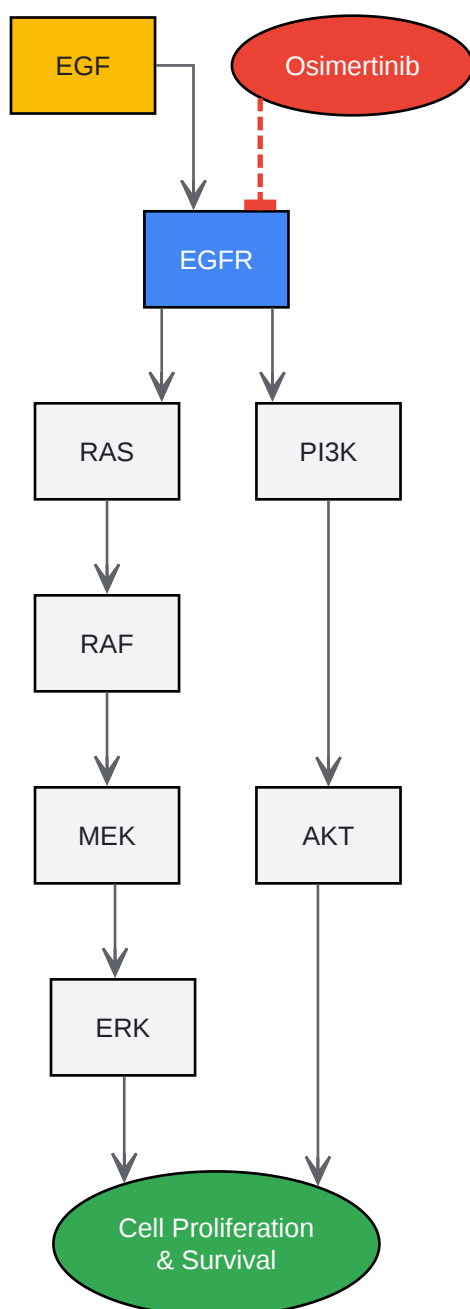 EGF
Osimertinib
EGFR
RAS
PI3K
RAF
MEK
AKT
ERK
Cell Proliferation
& Survival